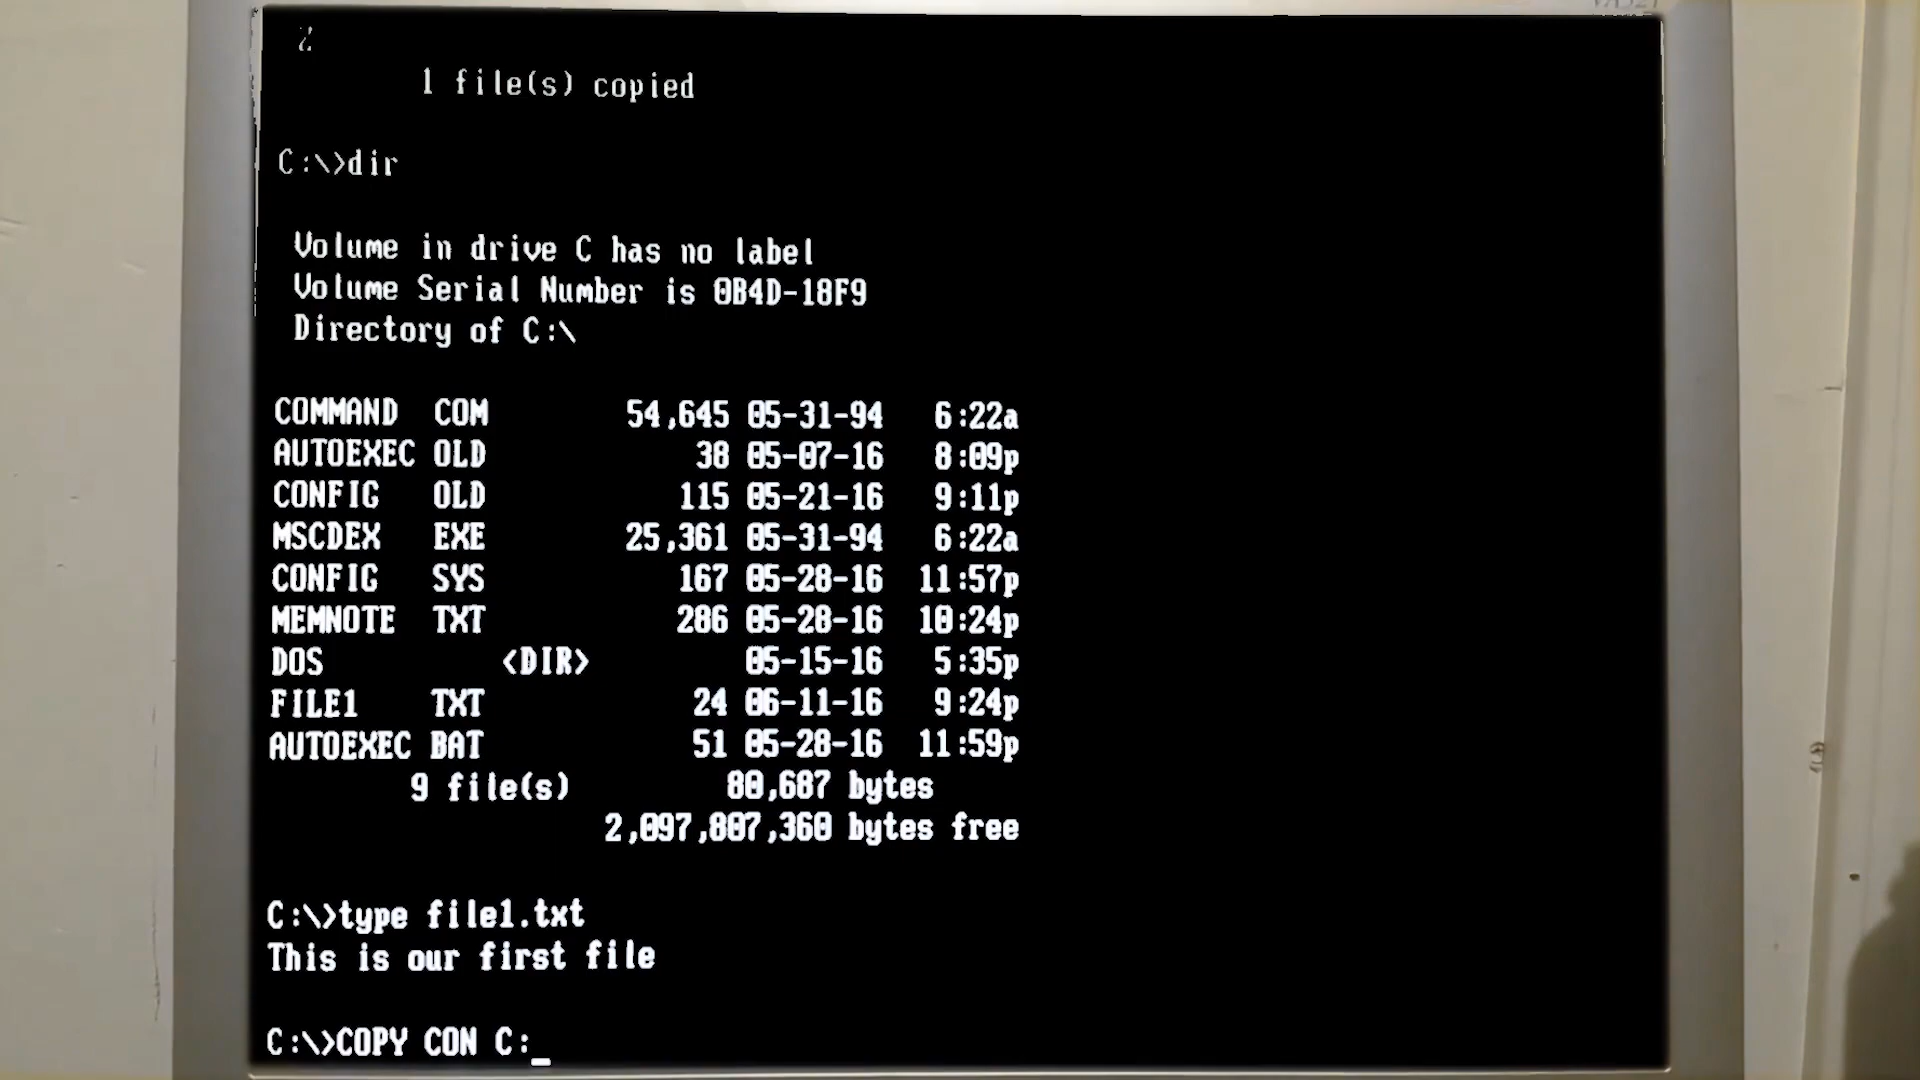 1 file(s) copied
C:\>dir
Volume in drive C has no label
Volume Serial Number is 0B4D-18F9
Directory of C:\
COMMAND COM 54,645 05-31-94 6:22a
AUTOEXEC OLD 38 05-07-16 8:09p
CONFIG OLD 115 05-21-16 9:11p
MSCDEX EXE 25,361 05-31-94 6:22a
CONFIG SYS 167 05-28-16 11:57p
MEMNOTE TXT 286 05-28-16 10:24p
DOS <DIR> 05-15-16 5:35p
FILE1 TXT 24 06-11-16 9:24p
AUTOEXEC BAT 51 05-28-16 11:59p
9 file(s) 80,687 bytes
2,097,807,360 bytes free
C:\>type file1.txt
This is our first file
C:\>COPY CON C:_